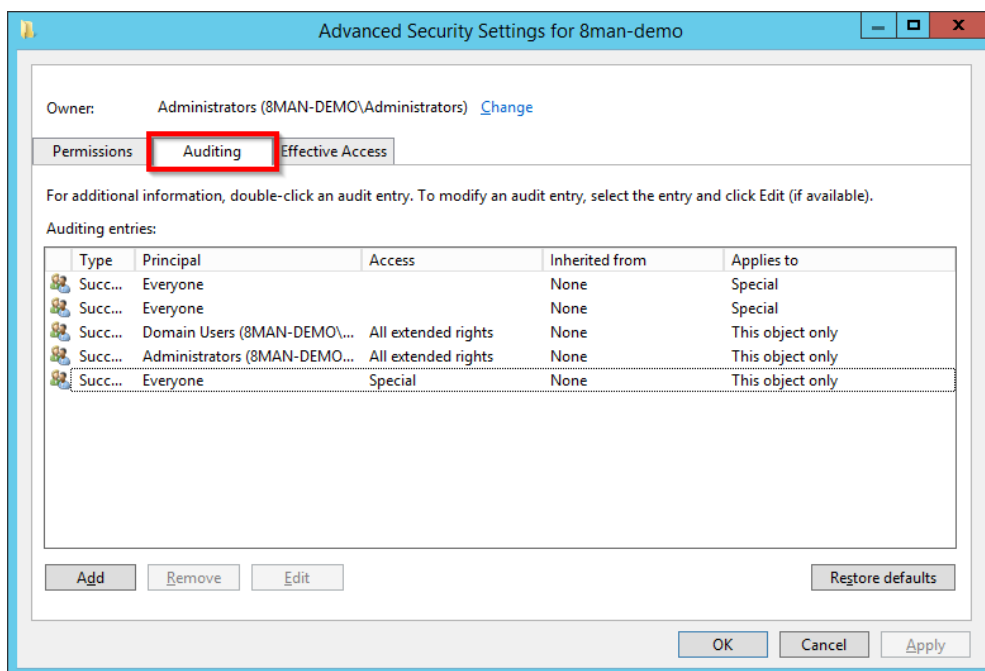 Advanced Security Settings for 8man-demo
Owner: Administrators (8MAN-DEMO\Administrators) Change
Permissions Auditing Effective Access
For additional information, double-click an audit entry. To modify an audit entry, select the entry and click Edit (if available).
Auditing entries:
Type Principal Access Inherited from Applies to
Succ... Everyone None Special
Succ... Everyone None Special
Succ... Domain Users (8MAN-DEMO\... All extended rights None This object only
Succ... Administrators (8MAN-DEMO... All extended rights None This object only
Succ... Everyone Special None This object only
Add Remove Edit Restore defaults
OK Cancel Apply